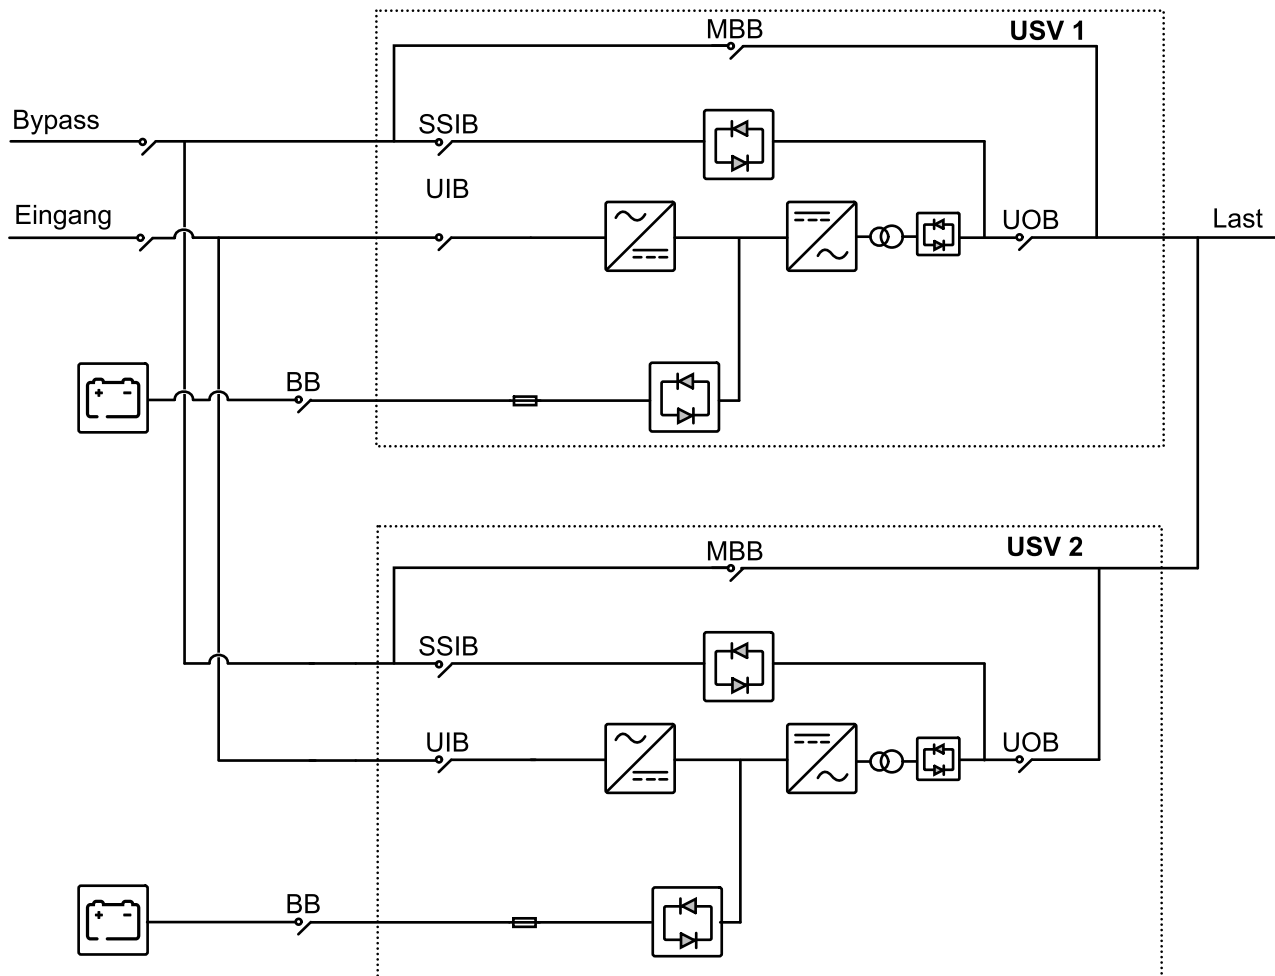 MBB
USV 1
Bypass
SSIB
UIB
Eingang
UOB
Last
BB
MBB
USV 2
SSIB
UIB
UOB
BB